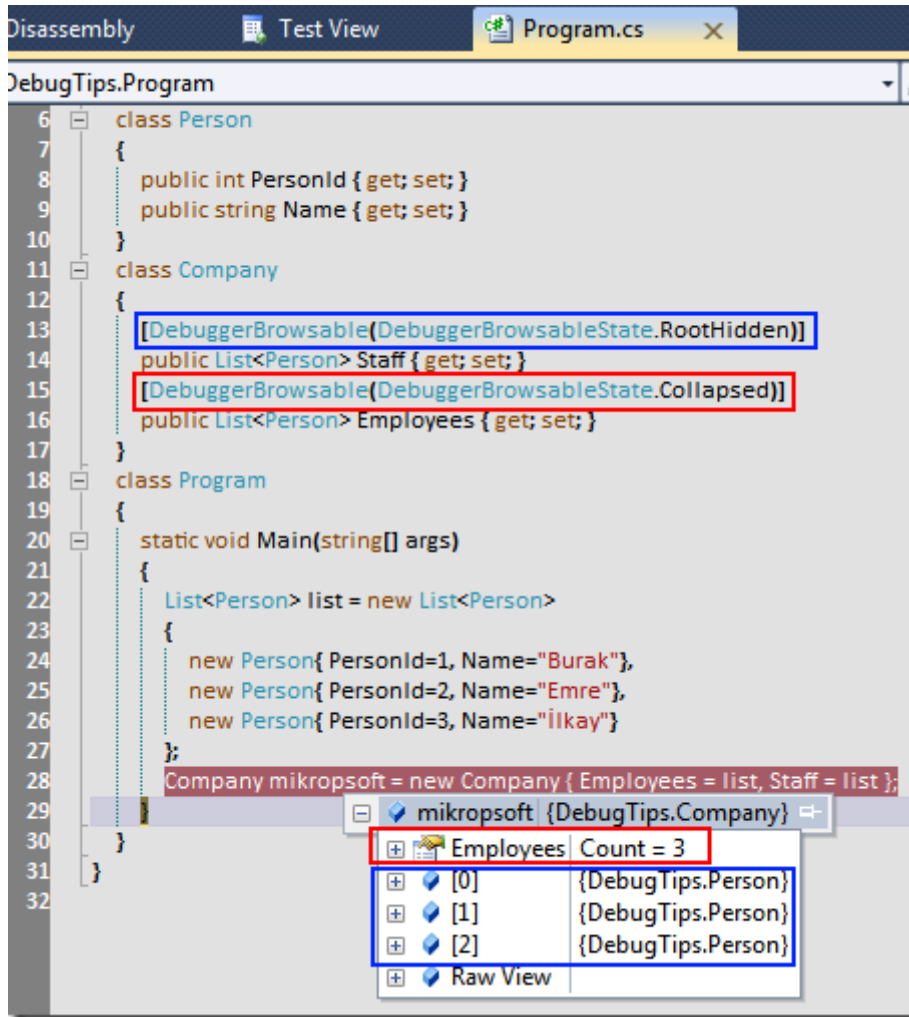 Disassembly Test View Program.cs
DebugTips.Program
6 class Person
7 {
8 public int PersonId { get; set; }
9 public string Name { get; set; }
10 }
11 class Company
12 {
13 [DebuggerBrowsable(DebuggerBrowsableState.RootHidden)]
14 public List<Person> Staff { get; set; }
15 [DebuggerBrowsable(DebuggerBrowsableState.Collapsed)]
16 public List<Person> Employees { get; set; }
17 }
18 class Program
19 {
20 static void Main(string[] args)
21 {
22 List<Person> list = new List<Person>
23 {
24 new Person{ PersonId=1, Name="Burak"},
25 new Person{ PersonId=2, Name="Emre"},
26 new Person{ PersonId=3, Name="İlkay"}
27 };
28 Company mikropsoft = new Company { Employees = list, Staff = list };
29 } mikropsoft {DebugTips.Company}
30 } Employees Count = 3
31 } [0] {DebugTips.Person}
32 [1] {DebugTips.Person}
[2] {DebugTips.Person}
Raw View